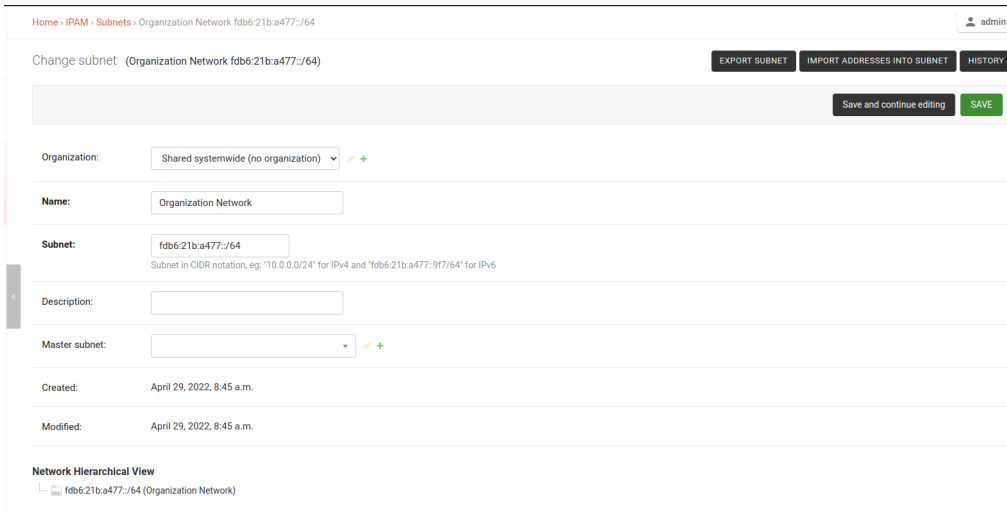 Home › IPAM › Subnets › Organization Network fdb6:21b:a477::/64
admin
Change subnet (Organization Network fdb6:21b:a477::/64)
EXPORT SUBNET IMPORT ADDRESSES INTO SUBNET HISTORY
Save and continue editing SAVE
Organization: Shared systemwide (no organization)
Name: Organization Network
Subnet: fdb6:21b:a477::/64
Subnet in CIDR notation, eg: "10.0.0.0/24" for IPv4 and "fdb6:21b:a477::9f7/64" for IPv6
Description:
Master subnet:
Created: April 29, 2022, 8:45 a.m.
Modified: April 29, 2022, 8:45 a.m.
Network Hierarchical View
fdb6:21b:a477::/64 (Organization Network)